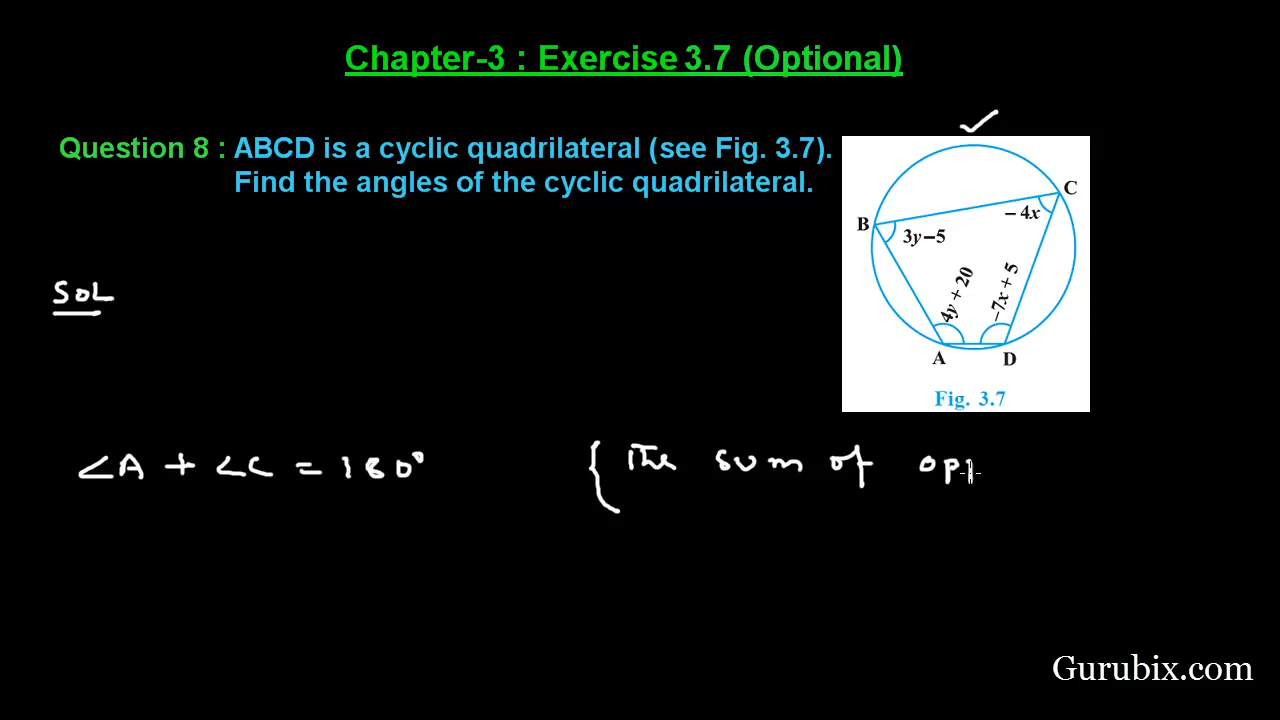 Chapter-3 : Exercise 3.7 (Optional)
Question 8 : ABCD is a cyclic quadrilateral (see Fig. 3.7).
Find the angles of the cyclic quadrilateral.
C
− 4x
B
3y−5
4y + 20
−7x + 5
A
D
Fig. 3.7
SOL
∠A + ∠C = 180°
{ The sum of opp
Gurubix.com